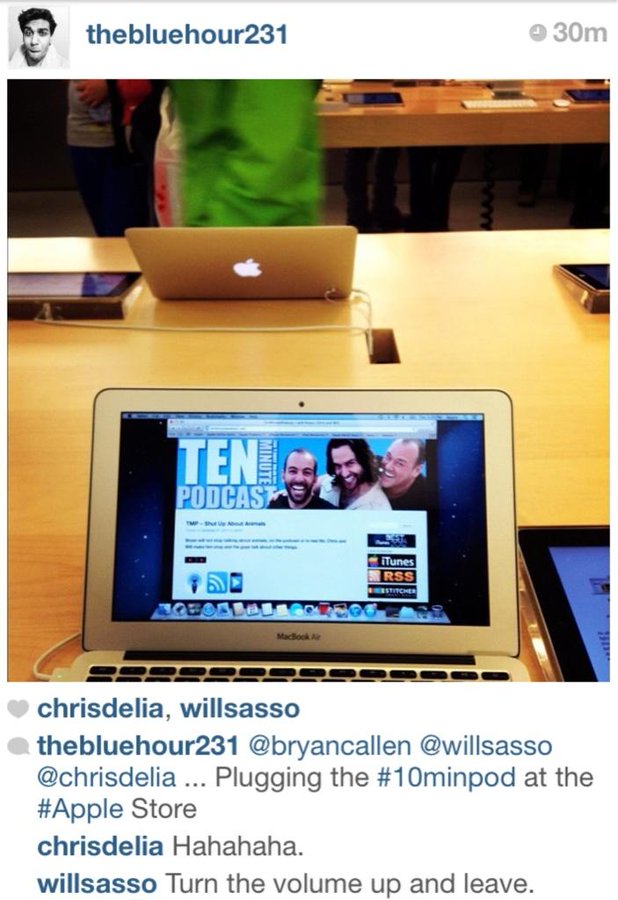 thebluehour231
30m
TEN
MINUTE
PODCAST
TMP - Shut Up About Animals
iTunes
iTunes
RSS
STITCHER
MacBook Air
chrisdelia, willsasso
thebluehour231 @bryancallen @willsasso
@chrisdelia ... Plugging the #10minpod at the
#Apple Store
chrisdelia Hahahaha.
willsasso Turn the volume up and leave.